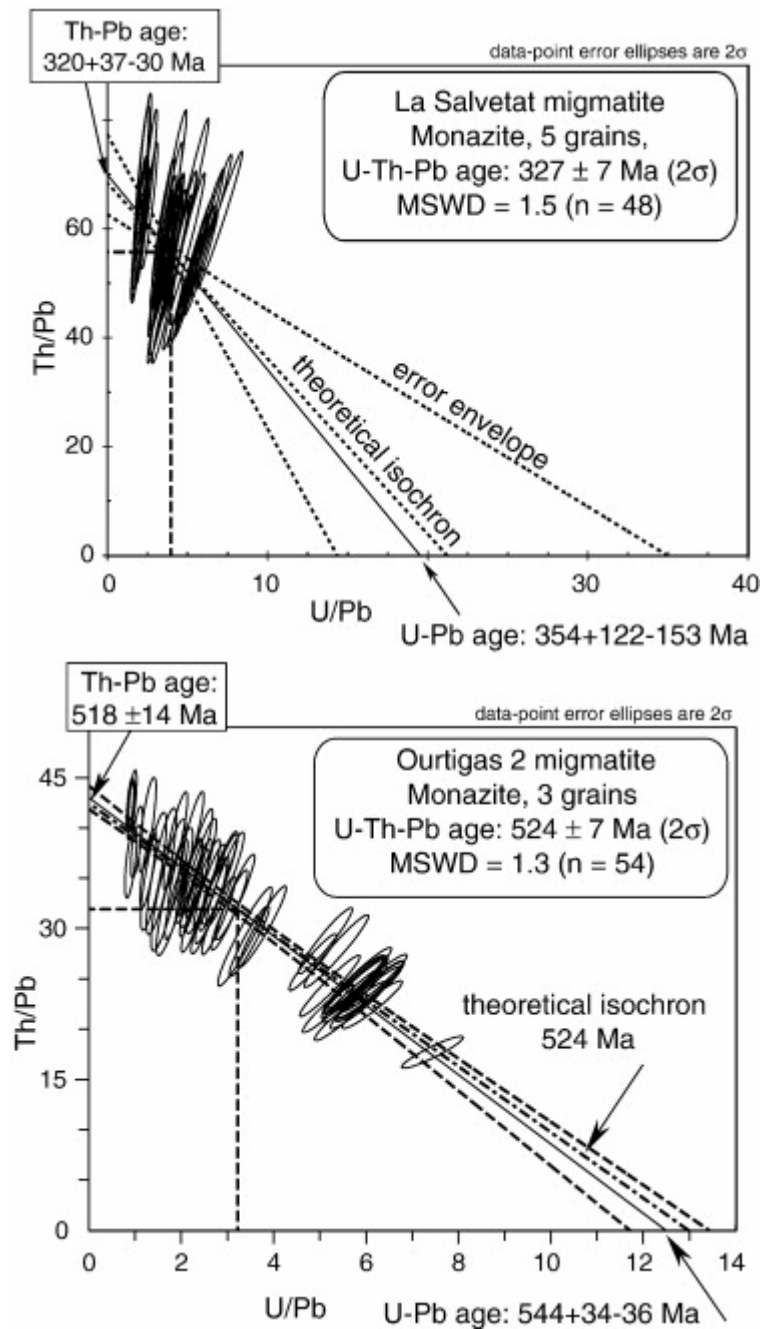 Th-Pb age:
320+37-30 Ma
data-point error ellipses are 2σ
La Salvetat migmatite
Monazite, 5 grains,
U-Th-Pb age: 327 ± 7 Ma (2σ)
MSWD = 1.5 (n = 48)
60
40
20
0
Th/Pb
theoretical isochron
error envelope
0
10
30
40
U/Pb
U-Pb age: 354+122-153 Ma
Th-Pb age:
518 ±14 Ma
data-point error ellipses are 2σ
Ourtigas 2 migmatite
Monazite, 3 grains
U-Th-Pb age: 524 ± 7 Ma (2σ)
MSWD = 1.3 (n = 54)
45
30
15
0
Th/Pb
theoretical isochron
524 Ma
0
2
4
6
8
10
12
14
U/Pb
U-Pb age: 544+34-36 Ma